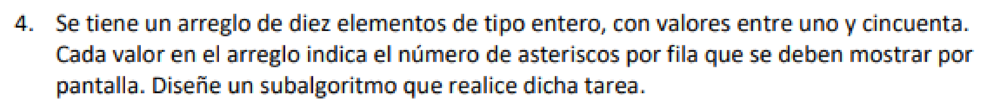 4. Se tiene un arreglo de diez elementos de tipo entero, con valores entre uno y cincuenta.
Cada valor en el arreglo indica el número de asteriscos por fila que se deben mostrar por
pantalla. Diseñe un subalgoritmo que realice dicha tarea.